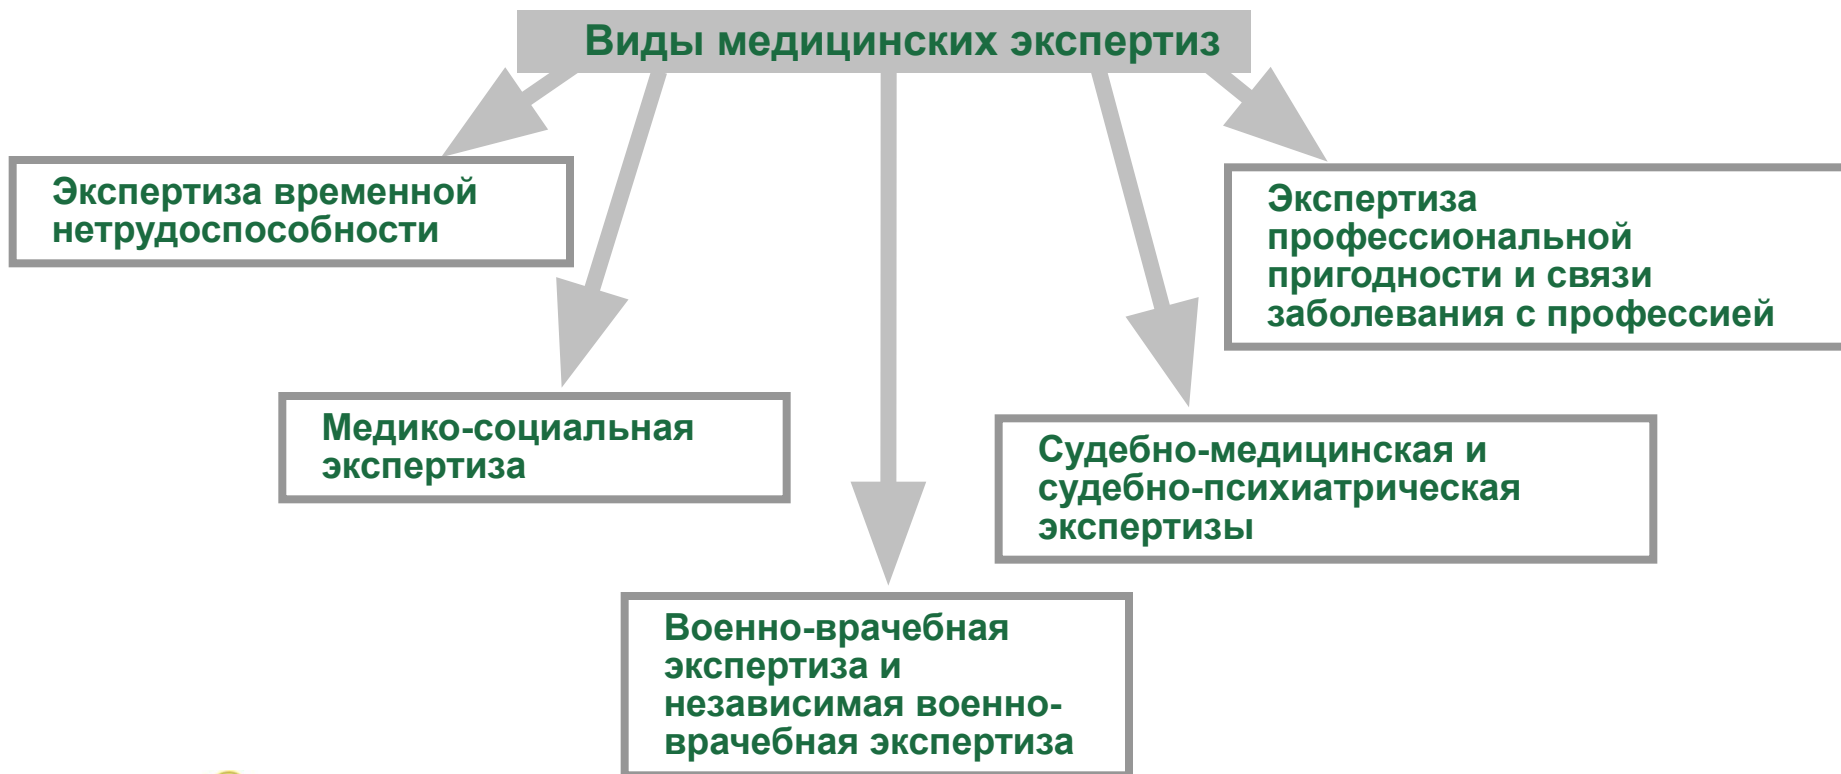 Виды медицинских экспертиз
Экспертиза временной
нетрудоспособности
Экспертиза
профессиональной
пригодности и связи
заболевания с профессией
Медико-социальная
экспертиза
Судебно-медицинская и
судебно-психиатрическая
экспертизы
Военно-врачебная
экспертиза и
независимая военно-
врачебная экспертиза